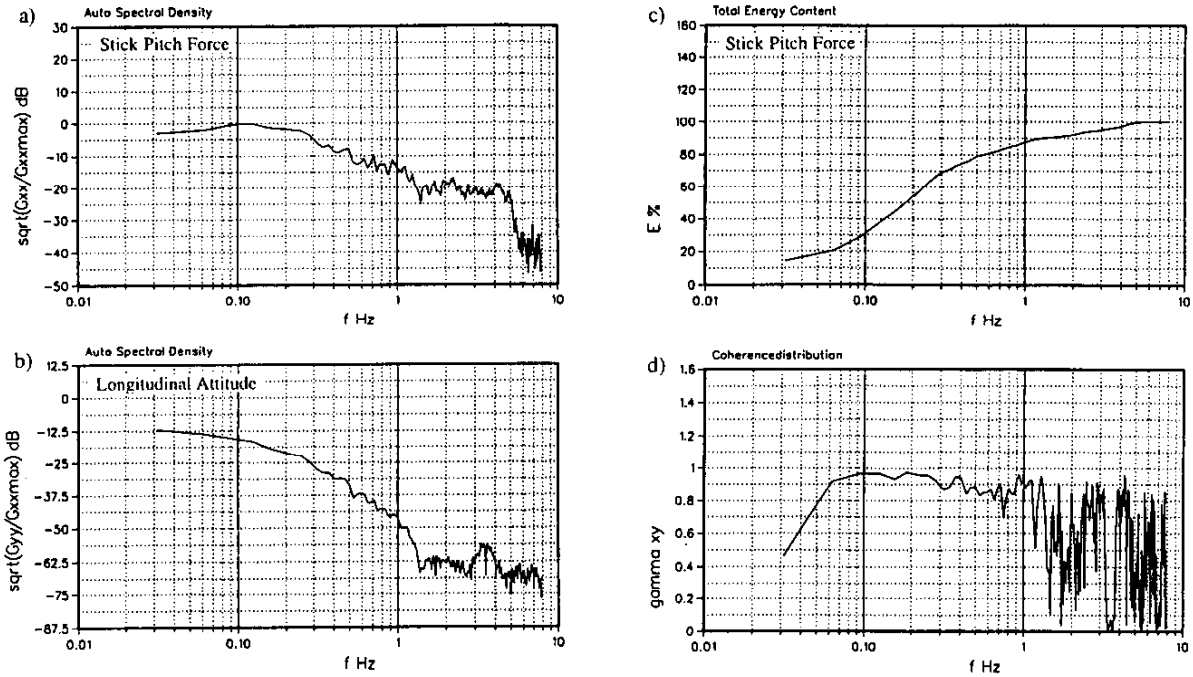 a)
Auto Spectral Density
Stick Pitch Force
sqrt(Gxx/Gxxmax) dB
30
20
10
0
-10
-20
-30
-40
-50
0.01
0.10
1
10
f Hz
b)
Auto Spectral Density
Longitudinal Attitude
sqrt(Gyy/Gxxmax) dB
12.5
0
-12.5
-25
-37.5
-50
-62.5
-75
-87.5
0.01
0.10
1
10
f Hz
c)
Total Energy Content
Stick Pitch Force
E %
160
140
120
100
80
60
40
20
0
0.01
0.10
1
10
f Hz
d)
Coherencedistribution
gamma xy
1.6
1.4
1.2
1
0.8
0.6
0.4
0.2
0
0.01
0.10
1
10
f Hz